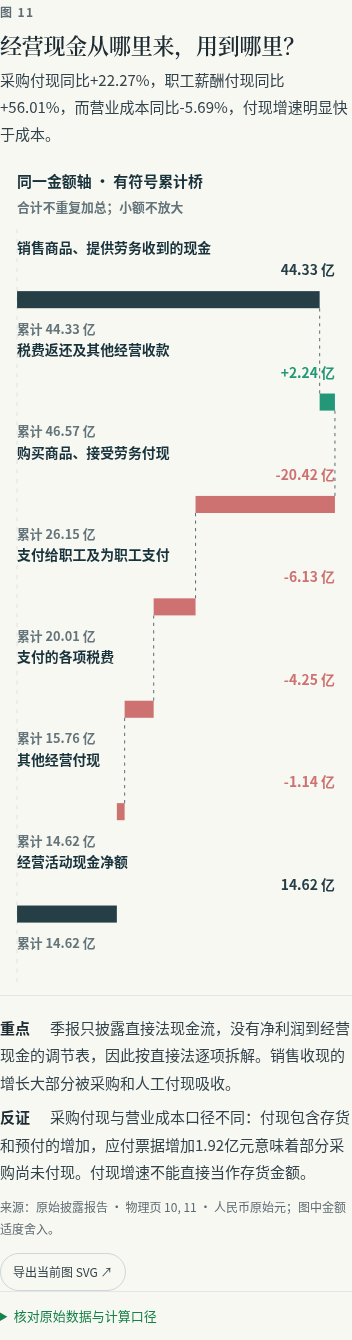 图 11
经营现金从哪里来，用到哪里？
采购付现同比+22.27%，职工薪酬付现同比
+56.01%，而营业成本同比-5.69%，付现增速明显快
于成本。
同一金额轴 · 有符号累计桥
合计不重复加总；小额不放大
销售商品、提供劳务收到的现金
44.33 亿
累计 44.33 亿
税费返还及其他经营收款
+2.24 亿
累计 46.57 亿
购买商品、接受劳务付现
-20.42 亿
累计 26.15 亿
支付给职工及为职工支付
-6.13 亿
累计 20.01 亿
支付的各项税费
-4.25 亿
累计 15.76 亿
其他经营付现
-1.14 亿
累计 14.62 亿
经营活动现金净额
14.62 亿
累计 14.62 亿
重点 季报只披露直接法现金流，没有净利润到经营
现金的调节表，因此按直接法逐项拆解。销售收现的
增长大部分被采购和人工付现吸收。
反证 采购付现与营业成本口径不同：付现包含存货
和预付的增加，应付票据增加1.92亿元意味着部分采
购尚未付现。付现增速不能直接当作存货金额。
来源：原始披露报告 · 物理页 10, 11 · 人民币原始元；图中金额
适度舍入。
导出当前图 SVG ↗
▶ 核对原始数据与计算口径